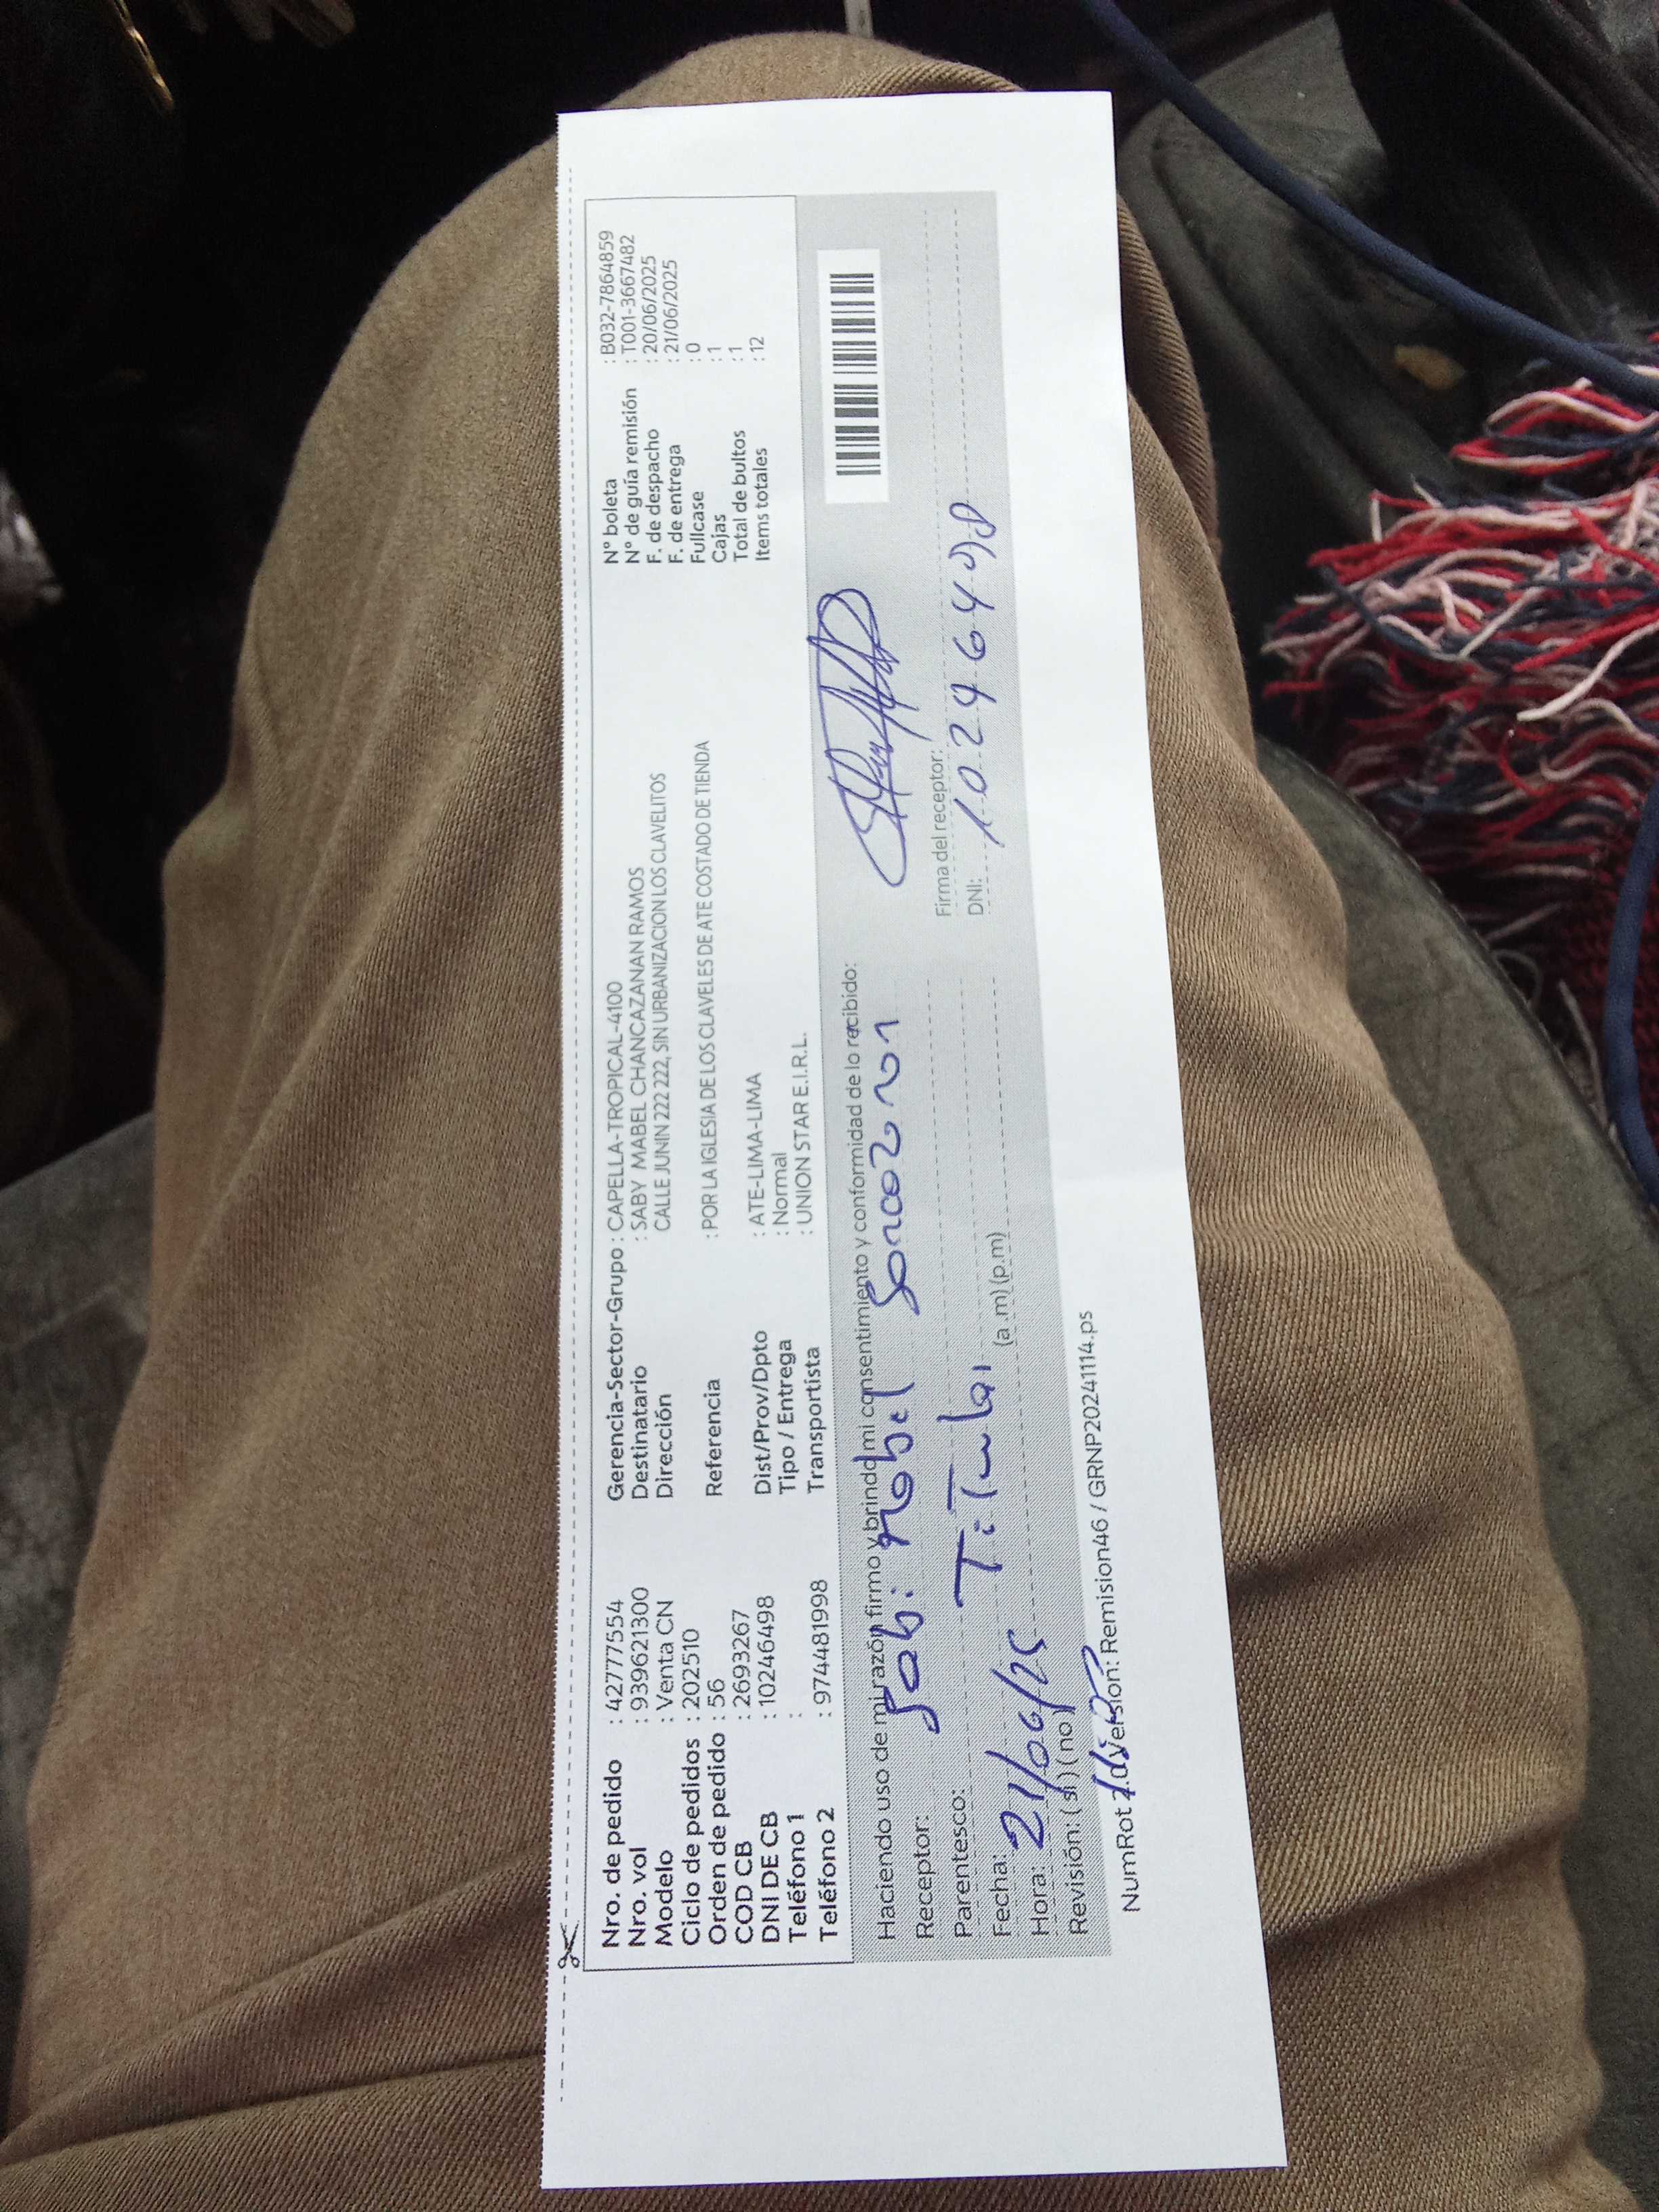 Nro. de pedido : 42777554
Nro. vol : 939621300
Modelo : Venta CN
Ciclo de pedidos : 202510
Orden de pedido : 56
COD CB : 2693267
DNI DE CB : 10246498
Teléfono 1 :
Teléfono 2 : 974481998
Gerencia-Sector-Grupo : CAPELLA-TROPICAL-4100
Destinatario : SABY MABEL CHANCAZANAN RAMOS
Dirección CALLE JUNIN 222 222, SIN URBANIZACION LOS CLAVELITOS
Referencia : POR LA IGLESIA DE LOS CLAVELES DE ATE COSTADO DE TIENDA
Dist/Prov/Dpto : ATE-LIMA-LIMA
Tipo / Entrega : Normal
Transportista : UNION STAR E.I.R.L.
N° boleta : B032-7864859
N° de guía remisión : T001-3667482
F. de despacho : 20/06/2025
F. de entrega : 21/06/2025
Fullcase : 0
Cajas : 1
Total de bultos : 1
Items totales : 12
Haciendo uso de mi razón firmo y brindo mi consentimiento y conformidad de lo recibido:
Receptor: Sabi Mabel
Parentesco: Titular
Fecha: 21/06/25
Hora: (a.m) (p.m)
Revisión: (si) (no)
Firma del receptor:
DNI: 10246498
NumRot Version: Remision46 / GRNP20241114.ps